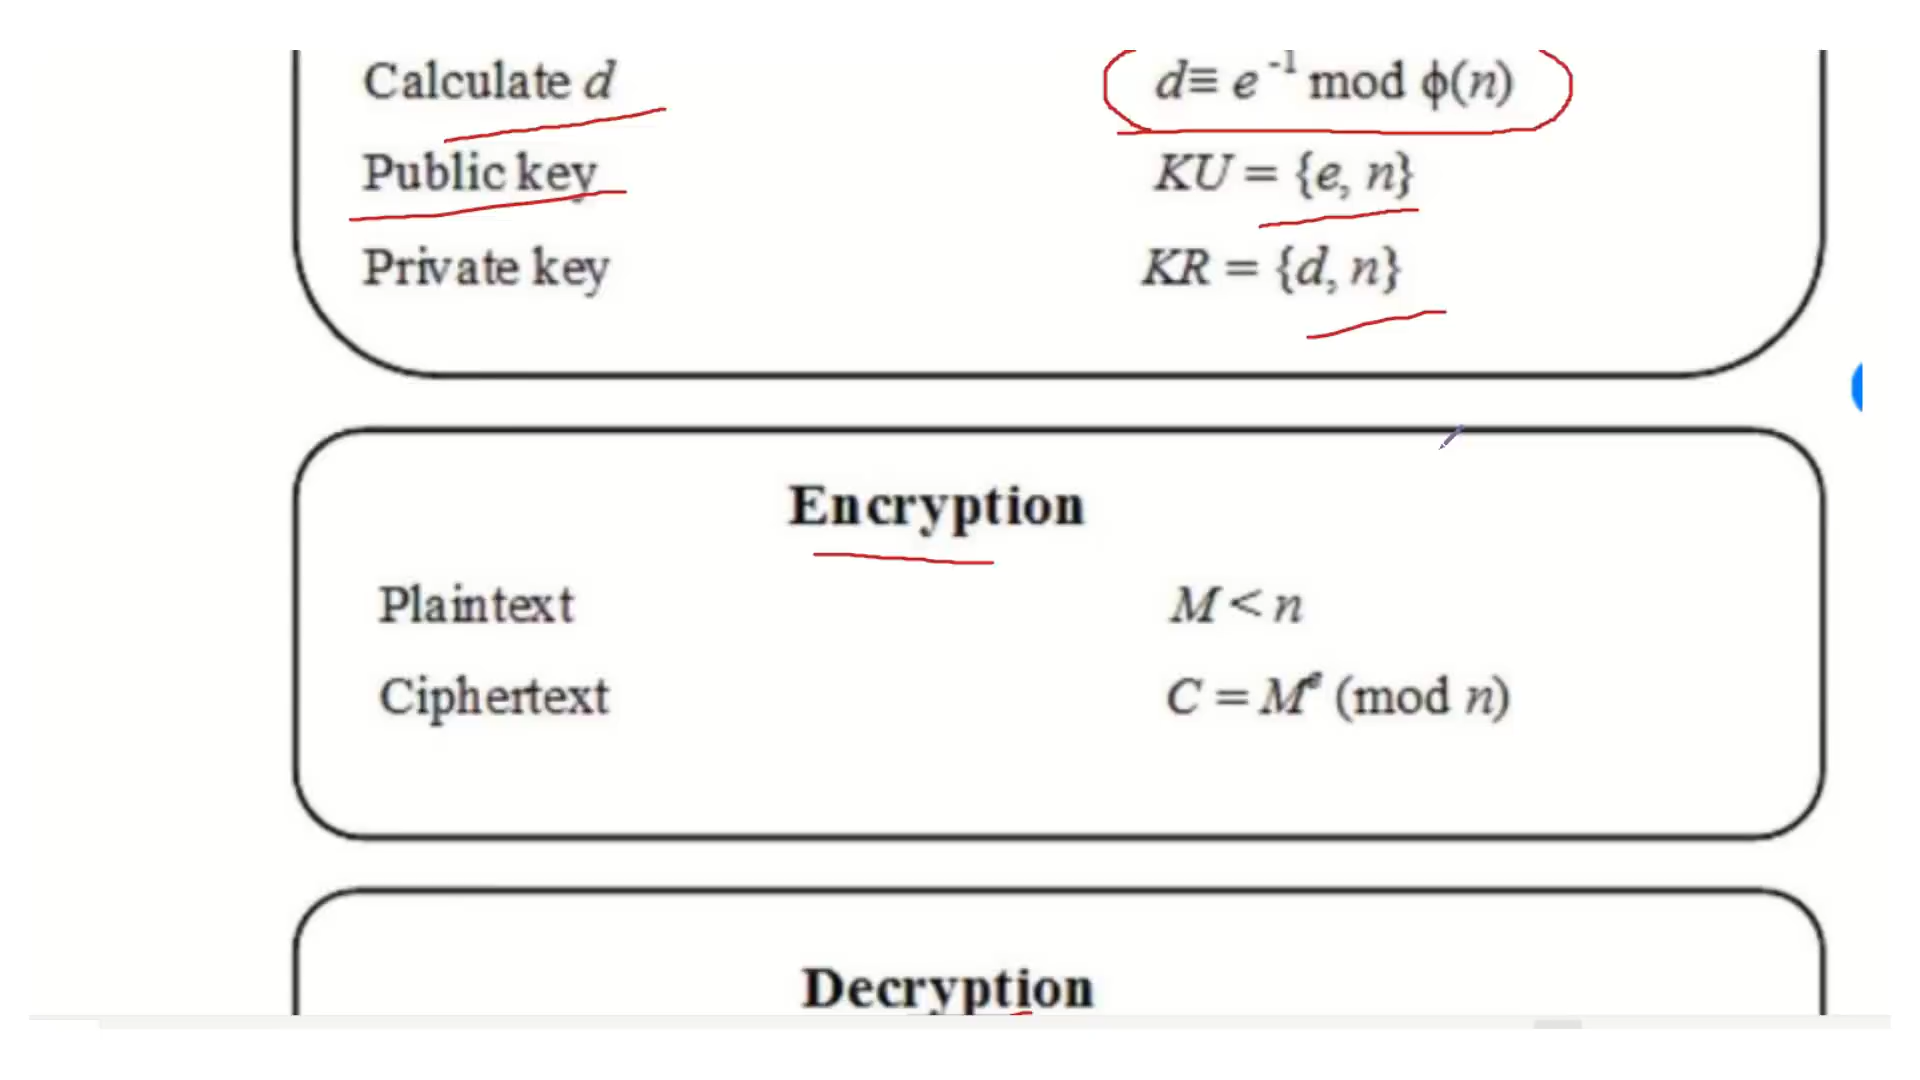 Calculate d d≡ e⁻¹ mod ϕ(n)
Public key KU = {e, n}
Private key KR = {d, n}
Encryption
Plaintext M < n
Ciphertext C = Mᵉ (mod n)
Decryption